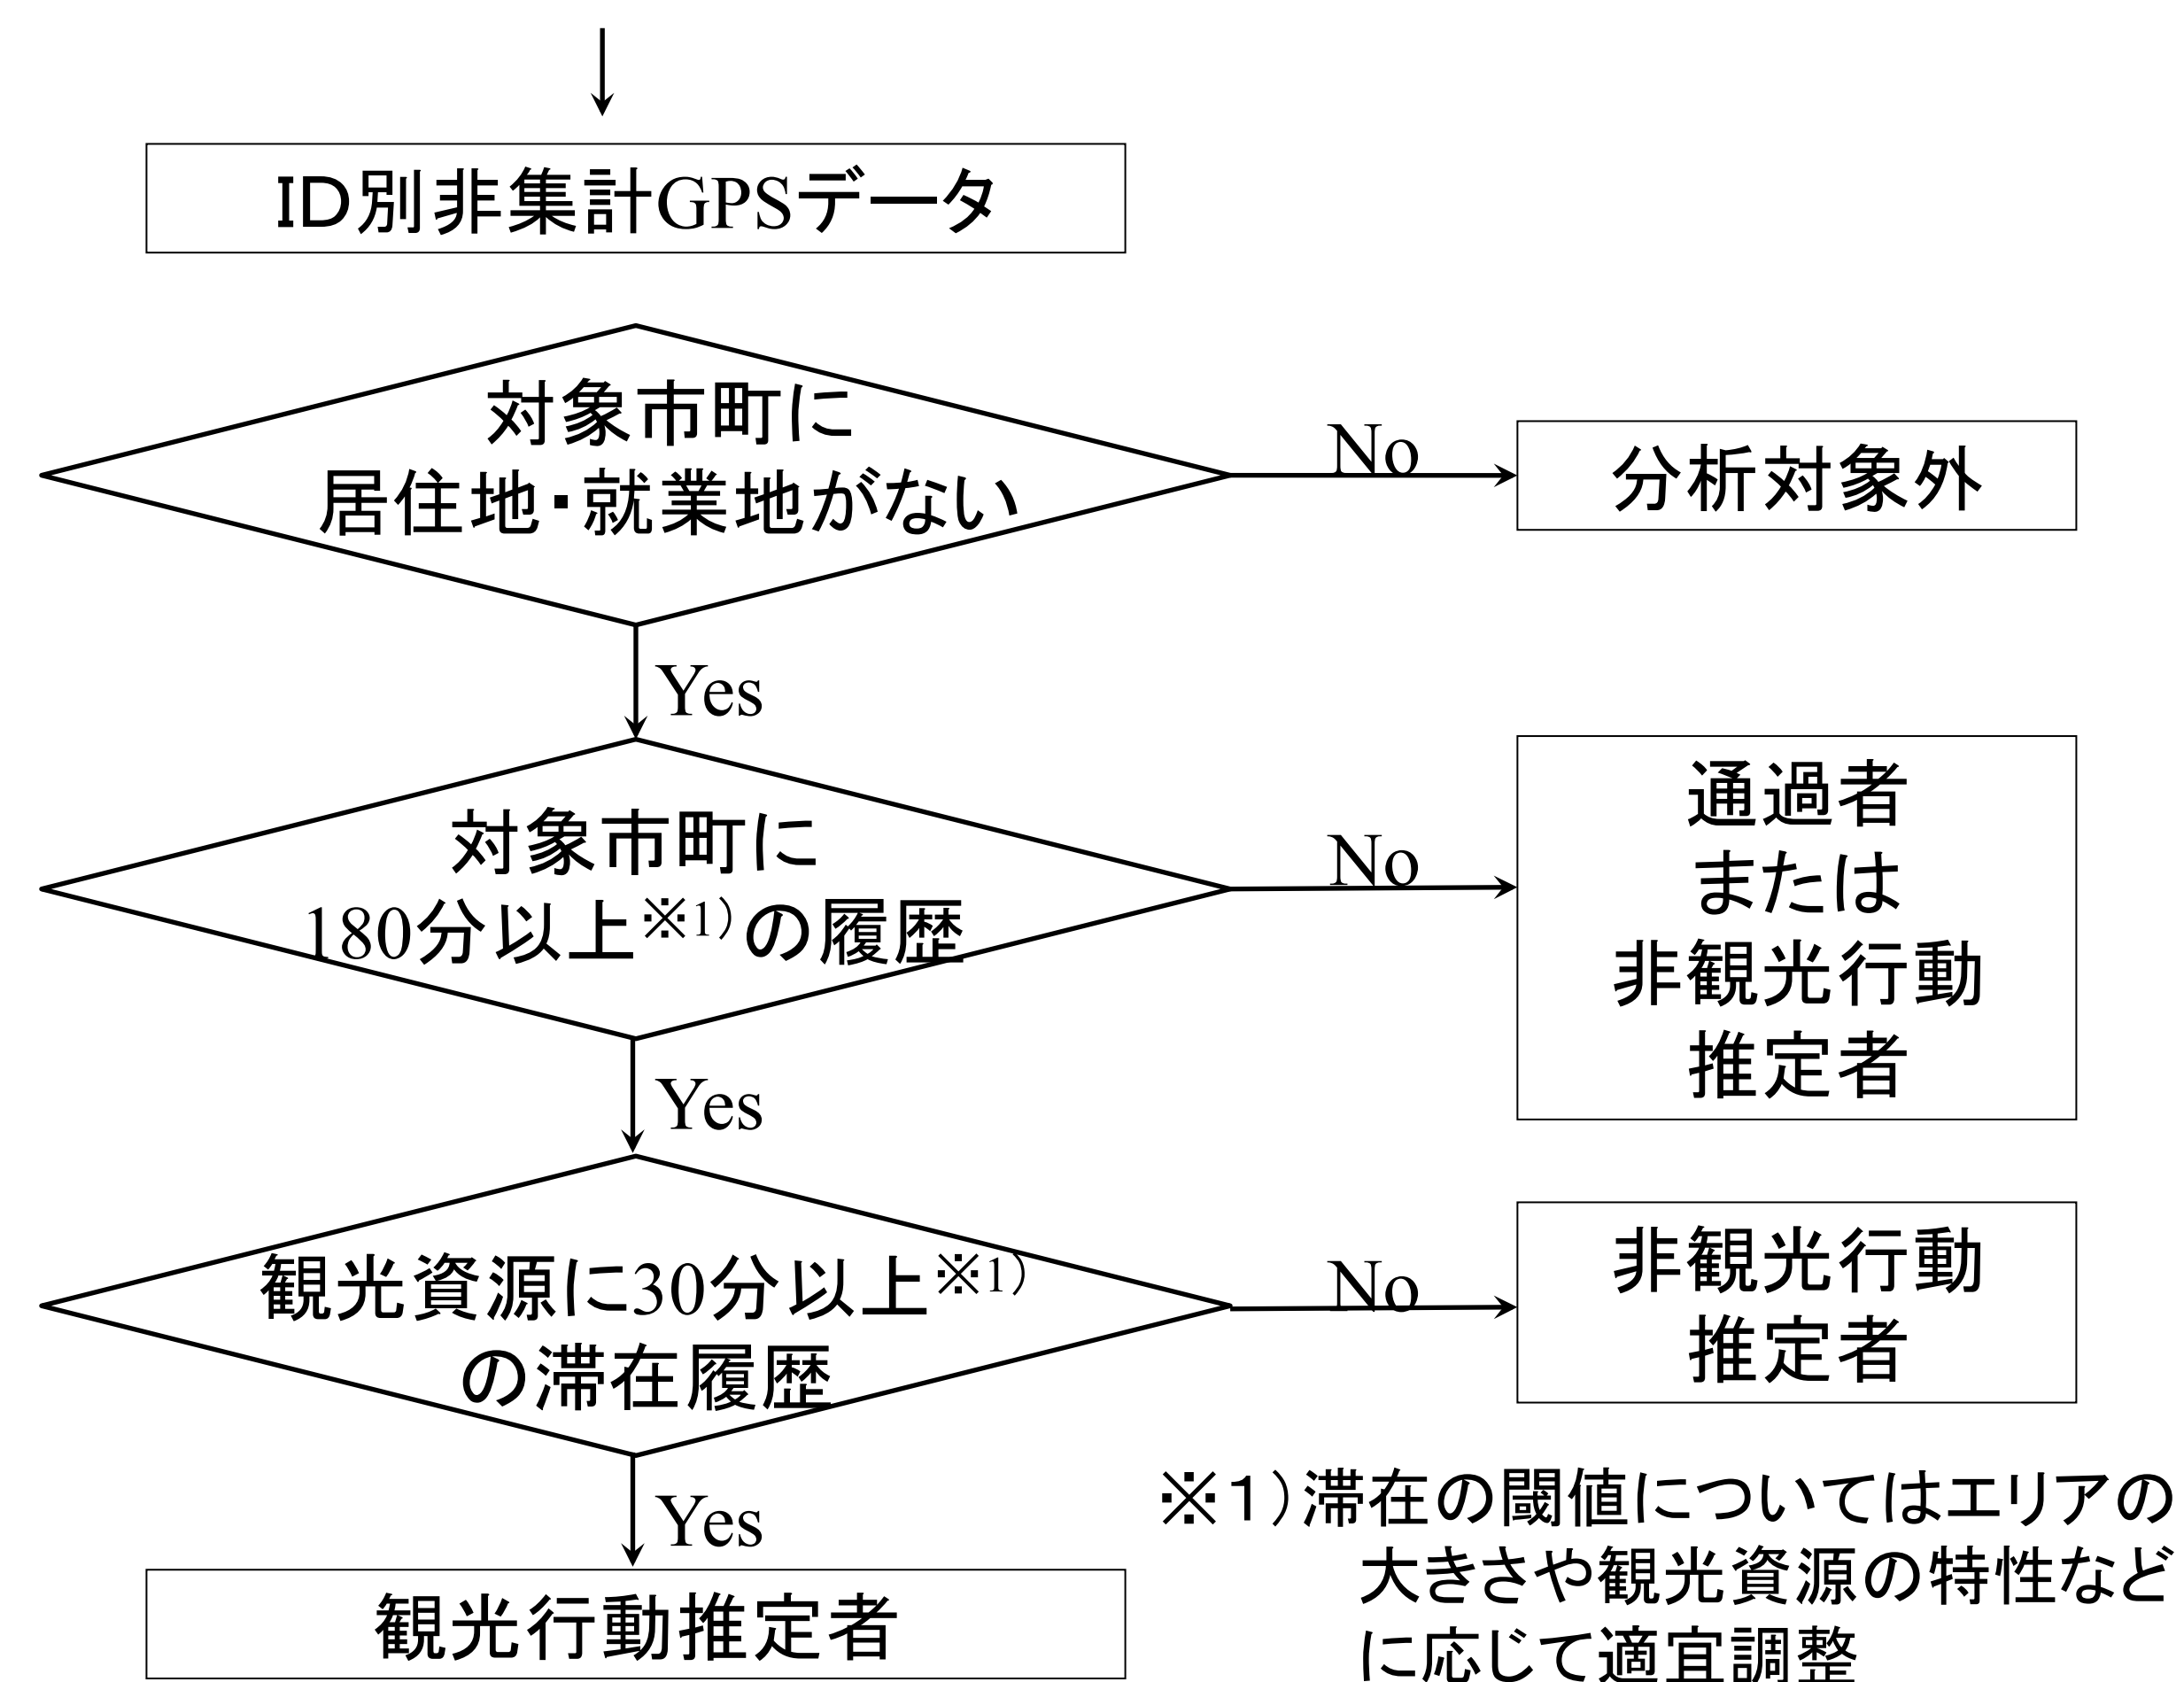 ID別非集計GPSデータ
対象市町に
居住地・就業地がない
No
分析対象外
Yes
対象市町に
180分以上※1)の履歴
No
通過者
または
非観光行動
推定者
Yes
観光資源に30分以上※1)
の滞在履歴
No
非観光行動
推定者
Yes
観光行動推定者
※1)滞在の閾値についてはエリアの
大きさや観光資源の特性など
に応じて適宜調整